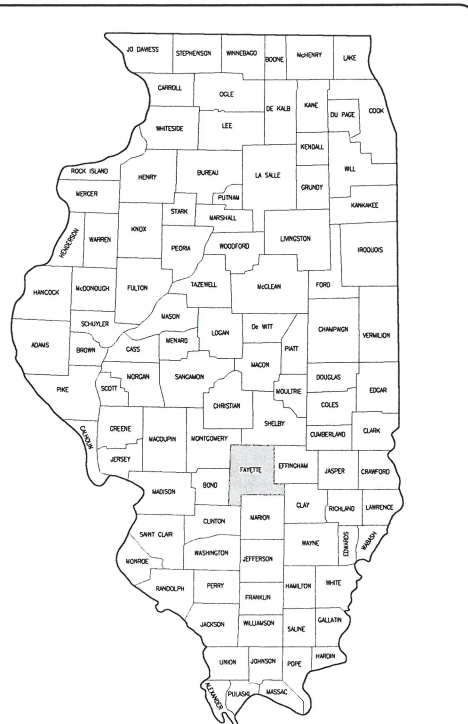 JO DAVIESS
STEPHENSON
WINNEBAGO
BOONE
McHENRY
LAKE
CARROLL
OGLE
DE KALB
KANE
COOK
DU PAGE
WHITESIDE
LEE
KENDALL
ROCK ISLAND
HENRY
BUREAU
LA SALLE
WILL
GRUNDY
MERCER
PUTNAM
KANKAKEE
STARK
MARSHALL
HENDERSON
WARREN
KNOX
PEORIA
WOODFORD
LIVINGSTON
IROQUOIS
HANCOCK
McDONOUGH
FULTON
TAZEWELL
McCLEAN
FORD
MASON
SCHUYLER
LOGAN
De WITT
CHAMPAIGN
VERMILION
ADAMS
BROWN
CASS
MENARD
PIATT
MACON
PIKE
SCOTT
MORGAN
SANGAMON
DOUGLAS
EDGAR
MOULTRIE
COLES
CHRISTIAN
CALHOUN
GREENE
MACOUPIN
MONTGOMERY
SHELBY
CUMBERLAND
CLARK
JERSEY
FAYETTE
EFFINGHAM
JASPER
CRAWFORD
MADISON
BOND
CLAY
RICHLAND
LAWRENCE
CLINTON
MARION
SAINT CLAIR
WAYNE
EDWARDS
WABASH
WASHINGTON
JEFFERSON
MONROE
RANDOLPH
PERRY
HAMILTON
WHITE
FRANKLIN
JACKSON
WILLIAMSON
SALINE
GALLATIN
UNION
JOHNSON
POPE
HARDIN
ALEXANDER
PULASKI
MASSAC